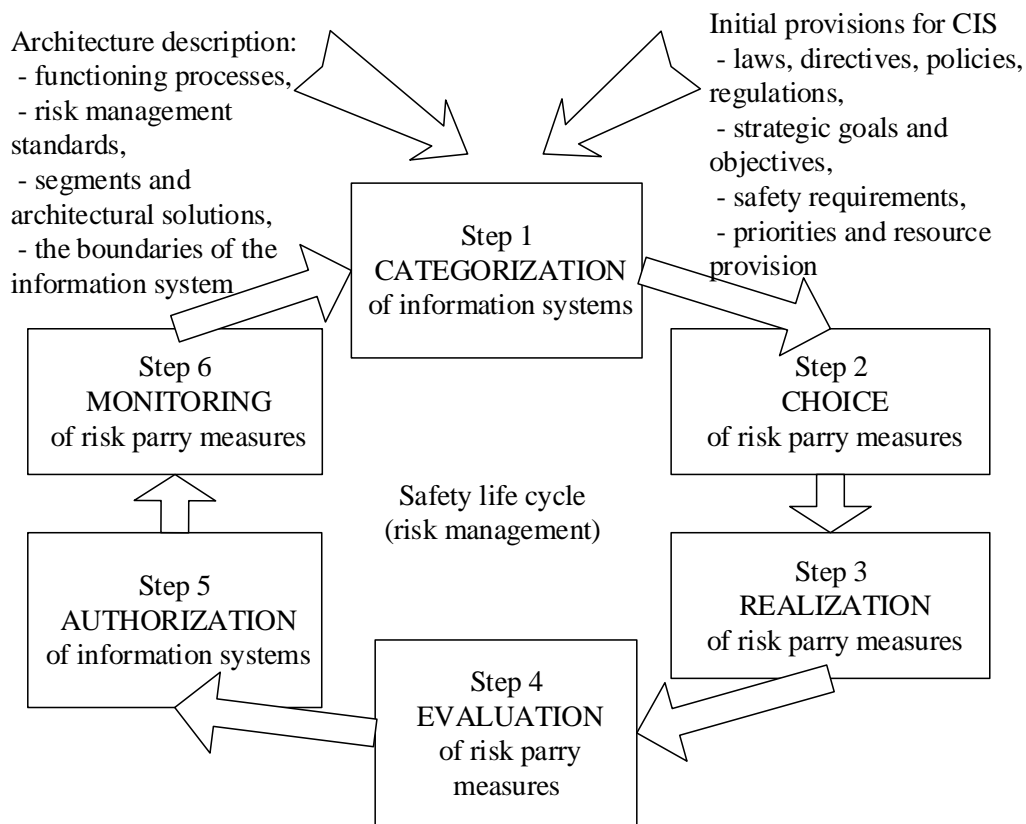 Architecture description:
- functioning processes,
- risk management
standards,
- segments and
architectural solutions,
- the boundaries of the
information system
Initial provisions for CIS
- laws, directives, policies,
regulations,
- strategic goals and
objectives,
- safety requirements,
- priorities and resource
provision
Step 1
CATEGORIZATION
of information systems
Step 6
MONITORING
of risk parry measures
Step 2
CHOICE
of risk parry measures
Safety life cycle
(risk management)
Step 5
AUTHORIZATION
of information systems
Step 3
REALIZATION
of risk parry measures
Step 4
EVALUATION
of risk parry
measures